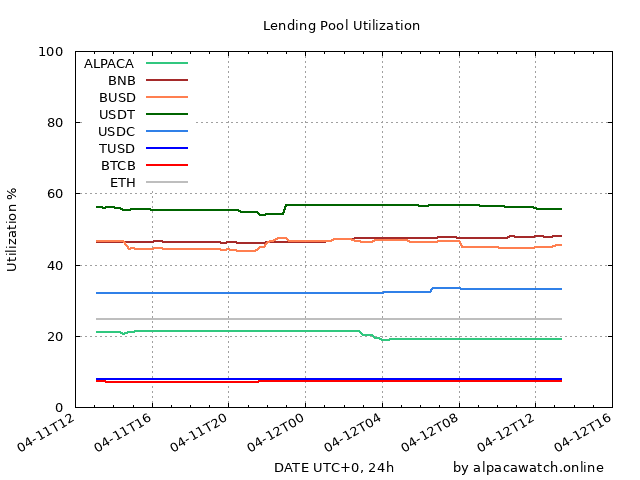 Lending Pool Utilization
100
80
60
40
20
0
Utilization %
ALPACA
BNB
BUSD
USDT
USDC
TUSD
BTCB
ETH
04-11T12
04-11T16
04-11T20
04-12T00
04-12T04
04-12T08
04-12T12
04-12T16
DATE UTC+0, 24h
by alpacawatch.online